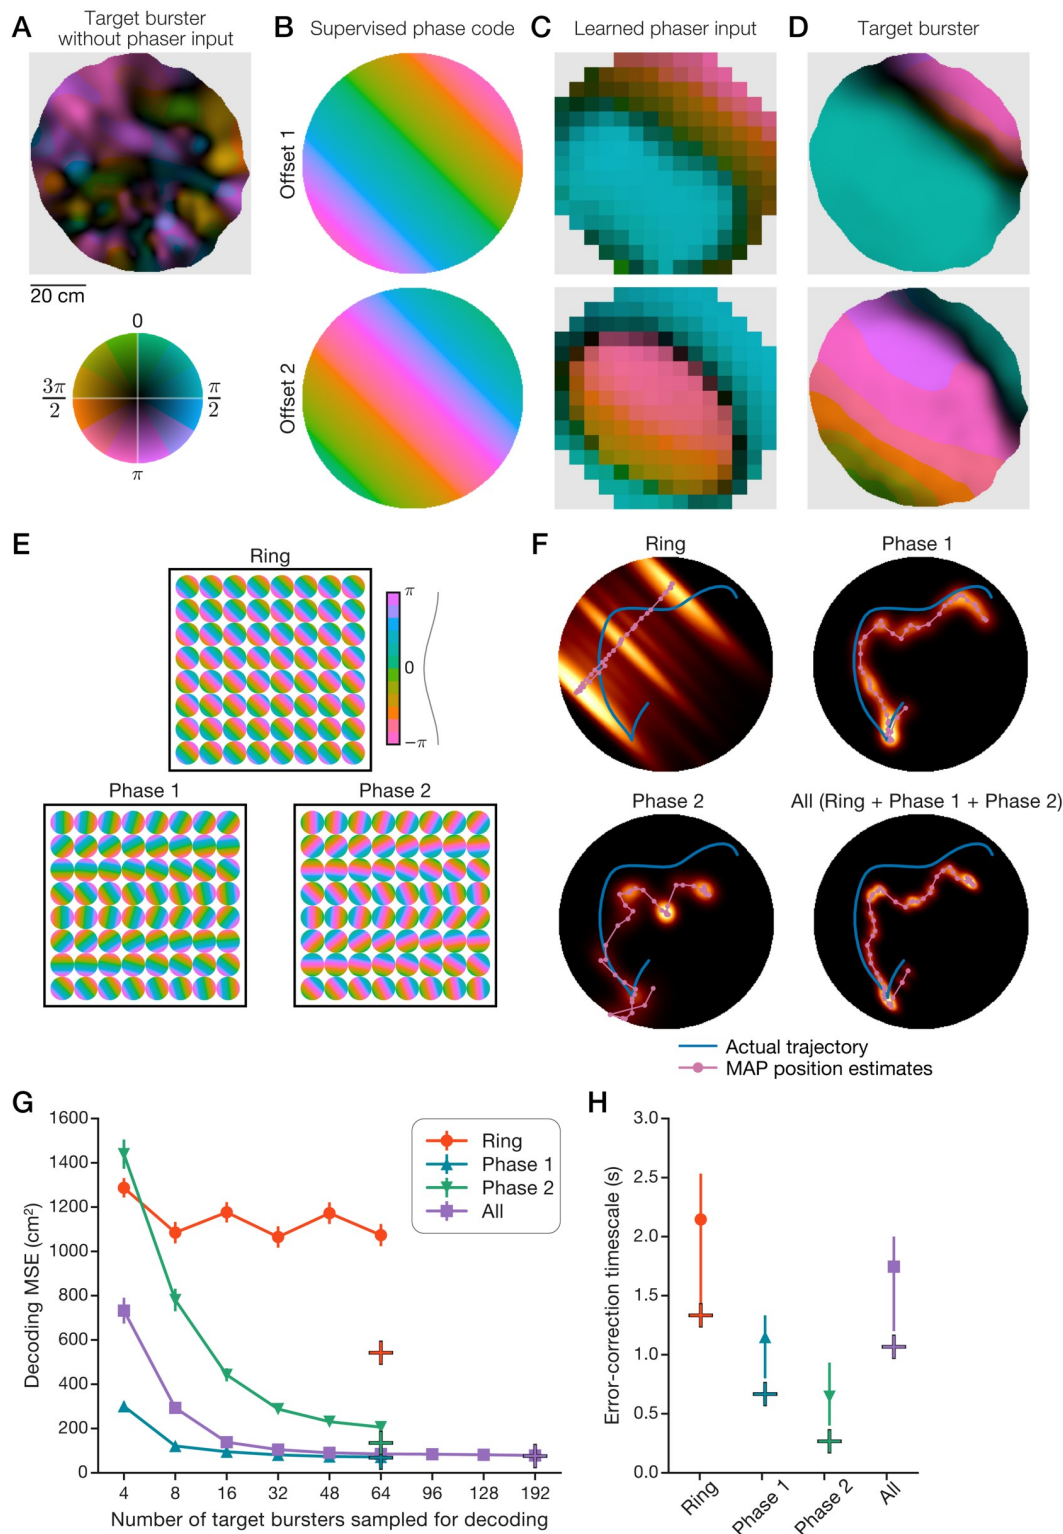 A
Target burster
without phaser input
B
Supervised phase code
C
Learned phaser input
D
Target burster
Offset 1
Offset 2
20 cm
0
3π
2
π
2
π
E
Ring
π
0
−π
Phase 1
Phase 2
F
Ring
Phase 1
Phase 2
All (Ring + Phase 1 + Phase 2)
Actual trajectory
MAP position estimates
G
Decoding MSE (cm²)
1600
1400
1200
1000
800
600
400
200
0
4
8
16
32
48
64
96
128
192
Number of target bursters sampled for decoding
Ring
Phase 1
Phase 2
All
H
Error-correction timescale (s)
3.0
2.5
2.0
1.5
1.0
0.5
0.0
Ring
Phase 1
Phase 2
All